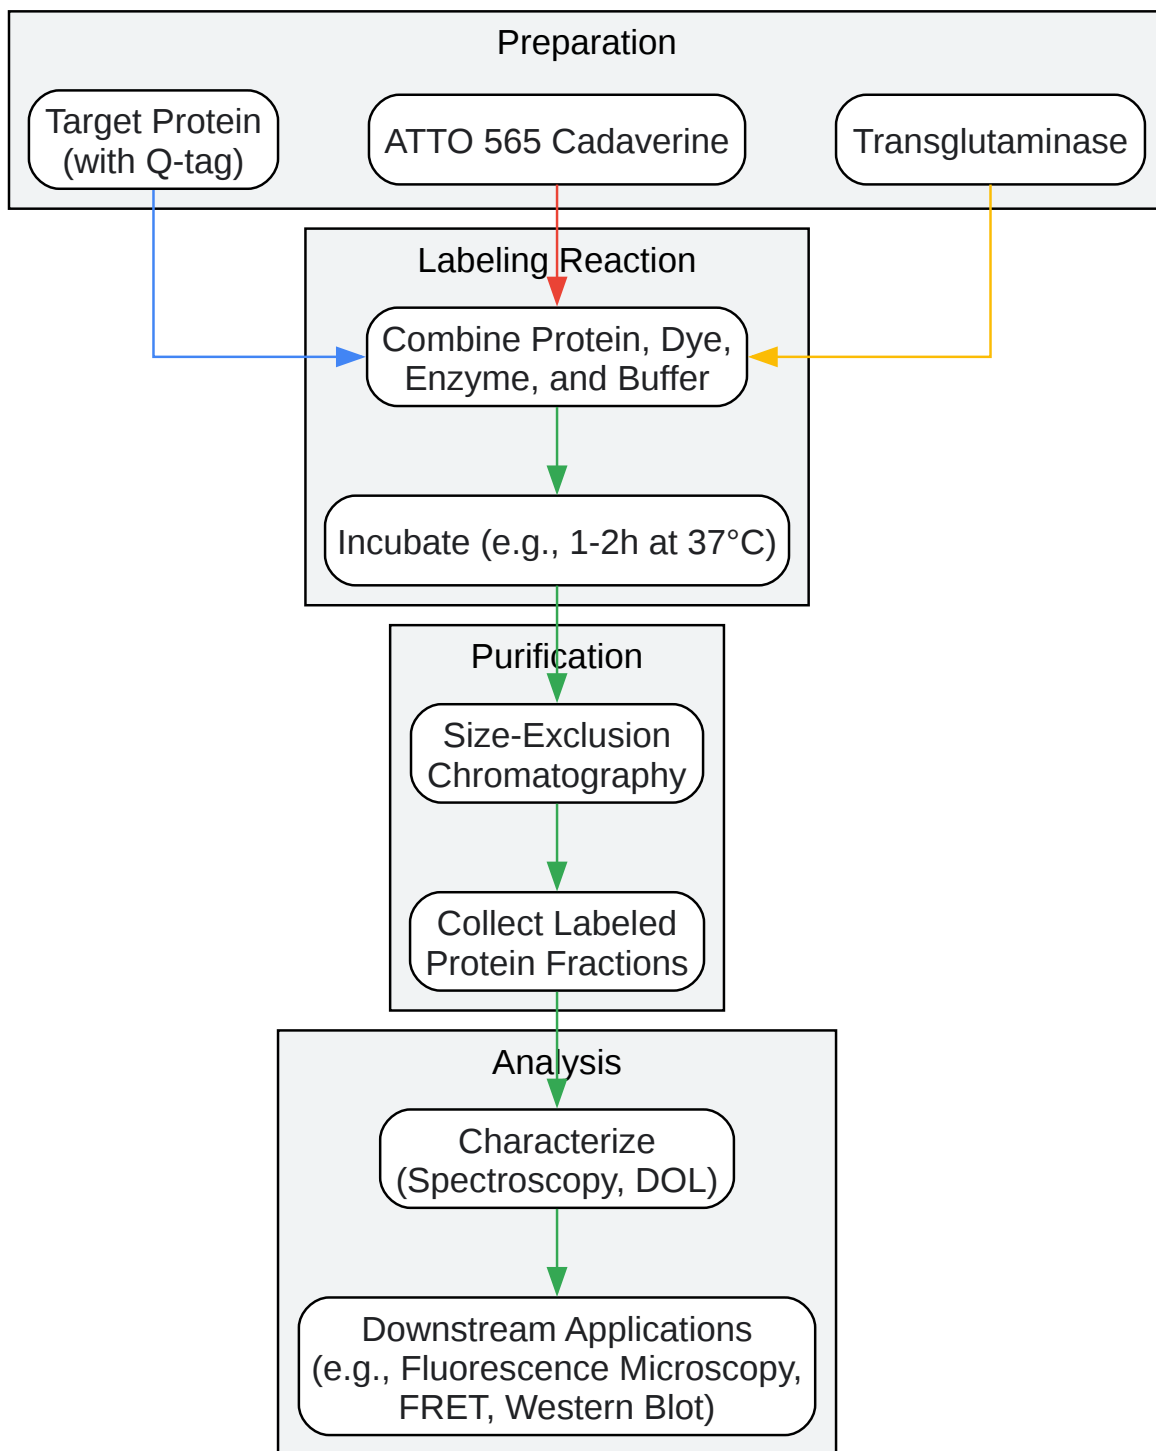 Preparation
Target Protein
(with Q-tag)
ATTO 565 Cadaverine
Transglutaminase
Labeling Reaction
Combine Protein, Dye,
Enzyme, and Buffer
Incubate (e.g., 1-2h at 37°C)
Purification
Size-Exclusion
Chromatography
Collect Labeled
Protein Fractions
Analysis
Characterize
(Spectroscopy, DOL)
Downstream Applications
(e.g., Fluorescence Microscopy,
FRET, Western Blot)